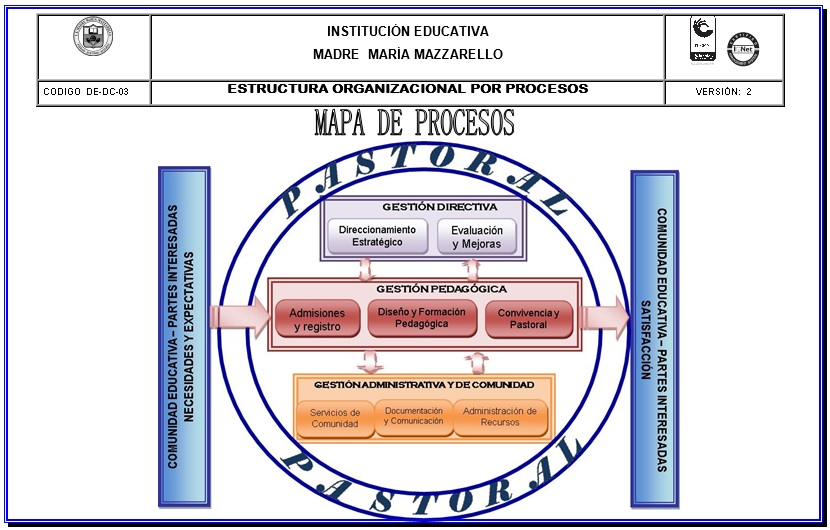 INSTITUCIÓN EDUCATIVA
MADRE MARÍA MAZZARELLO
CODIGO DE-DC-03
ESTRUCTURA ORGANIZACIONAL POR PROCESOS
VERSIÓN: 2
MAPA DE PROCESOS
PASTORAL
COMUNIDAD EDUCATIVA – PARTES INTERESADAS
NECESIDADES Y EXPECTATIVAS
GESTIÓN DIRECTIVA
Direccionamiento
Estratégico
Evaluación
y Mejoras
GESTIÓN PEDAGÓGICA
Admisiones
y registro
Diseño y Formación
Pedagógica
Convivencia y
Pastoral
GESTIÓN ADMINISTRATIVA Y DE COMUNIDAD
Servicios de
Comunidad
Documentación
y Comunicación
Administración de
Recursos
COMUNIDAD EDUCATIVA – PARTES INTERESADAS
SATISFACCIÓN
PASTORAL